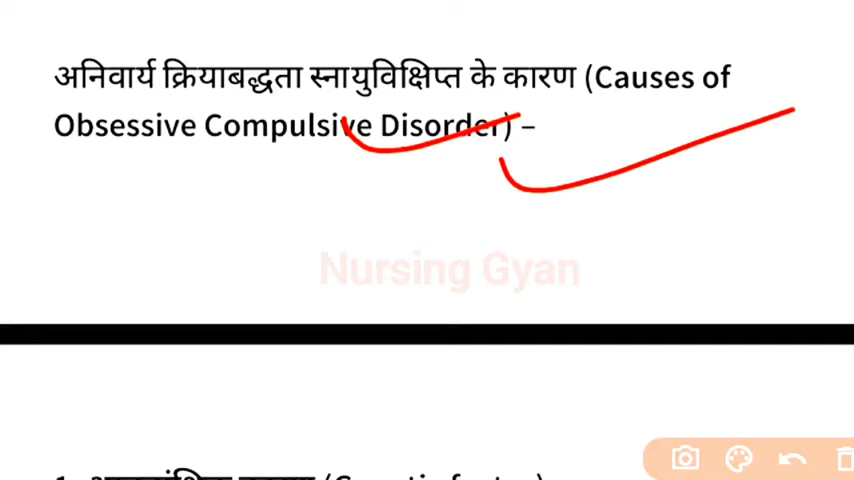 अनिवार्य क्रियाबद्धता स्नायुविक्षिप्त के कारण (Causes of
Obsessive Compulsive Disorder) –
Nursing Gyan